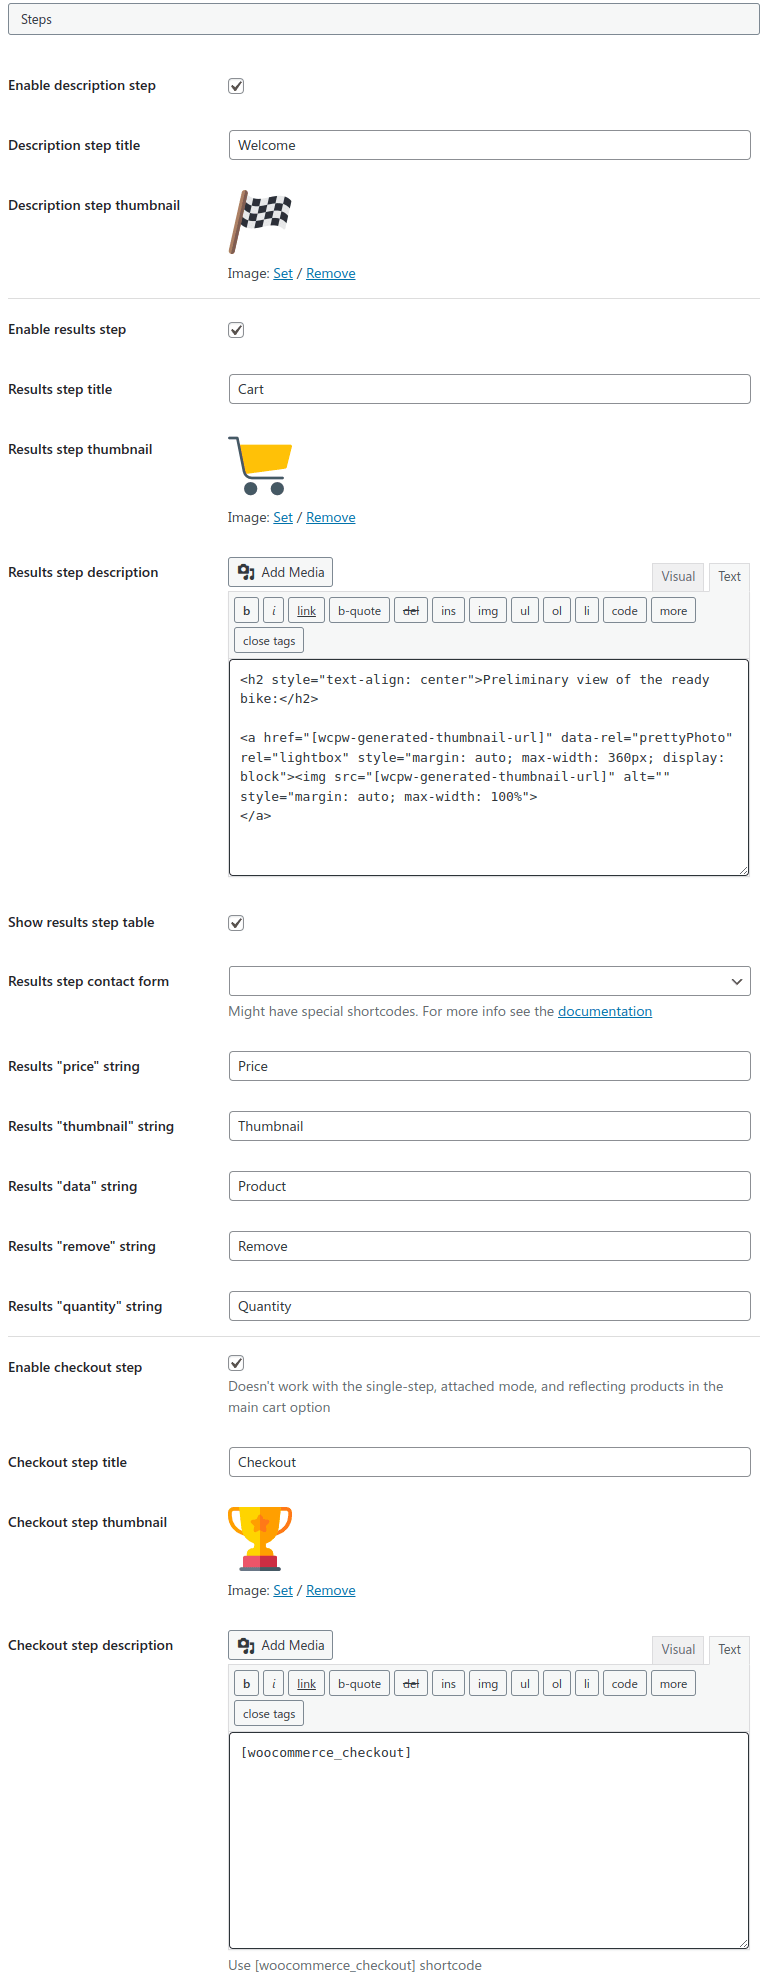 Steps
Enable description step
Description step title
Welcome
Description step thumbnail
Image: Set / Remove
Enable results step
Results step title
Cart
Results step thumbnail
Image: Set / Remove
Results step description
Add Media
Visual
Text
b
i
link
b-quote
del
ins
img
ul
ol
li
code
more
close tags
<h2 style="text-align: center">Preliminary view of the ready
bike:</h2>
<a href="[wcpw-generated-thumbnail-url]" data-rel="prettyPhoto"
rel="lightbox" style="margin: auto; max-width: 360px; display:
block"><img src="[wcpw-generated-thumbnail-url]" alt=""
style="margin: auto; max-width: 100%">
</a>
Show results step table
Results step contact form
Might have special shortcodes. For more info see the documentation
Results "price" string
Price
Results "thumbnail" string
Thumbnail
Results "data" string
Product
Results "remove" string
Remove
Results "quantity" string
Quantity
Enable checkout step
Doesn't work with the single-step, attached mode, and reflecting products in the
main cart option
Checkout step title
Checkout
Checkout step thumbnail
Image: Set / Remove
Checkout step description
Add Media
Visual
Text
b
i
link
b-quote
del
ins
img
ul
ol
li
code
more
close tags
[woocommerce_checkout]
Use [woocommerce_checkout] shortcode